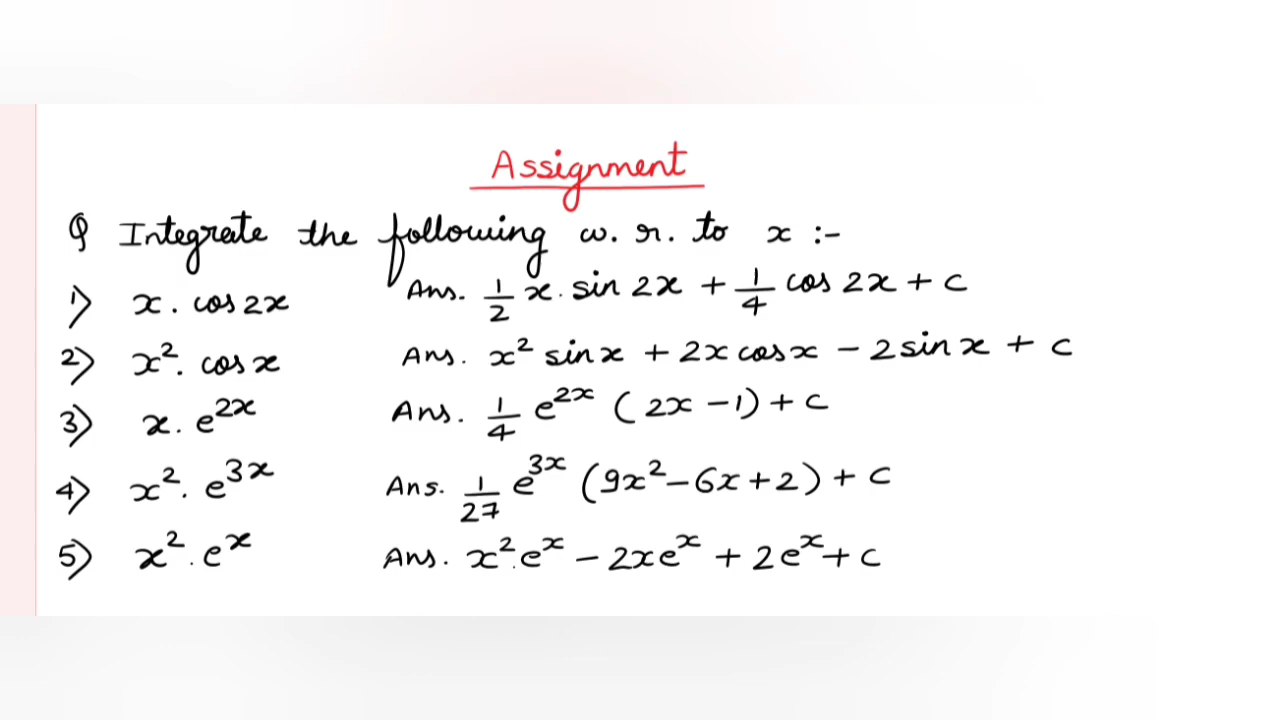 Assignment
Q Integrate the following w. r. to x :-
1) x . cos 2x Ans. 1/2 x . sin 2x + 1/4 cos 2x + c
2) x² . cos x Ans. x² sin x + 2x cos x - 2 sin x + c
3) x . e^2x Ans. 1/4 e^2x (2x - 1) + c
4) x² . e^3x Ans. 1/27 e^3x (9x² - 6x + 2) + c
5) x² . e^x Ans. x² . e^x - 2xe^x + 2e^x + c